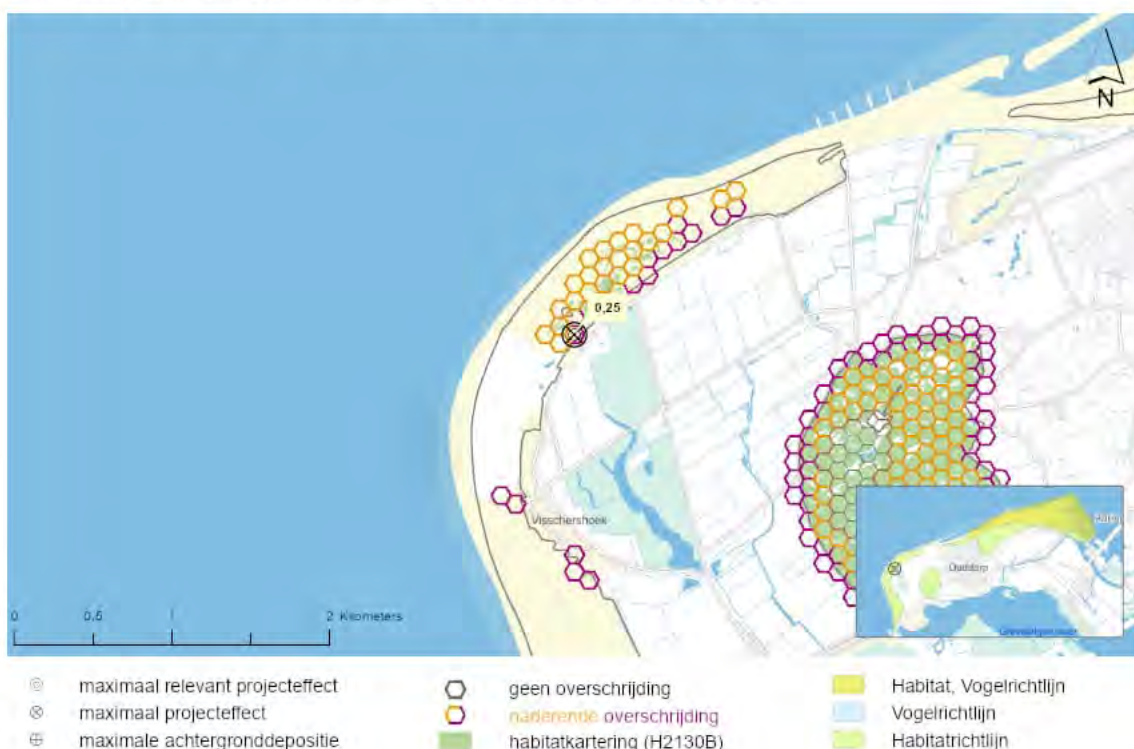 N
0,25
Visschershoek
Ouddorp
0 0,5 1 2 Kilometers
maximaal relevant projecteffect
maximaal projecteffect
maximale achtergronddepositie
geen overschrijding
naderende overschrijding
habitatkartering (H2130B)
Habitat, Vogelrichtlijn
Vogelrichtlijn
Habitatrichtlijn